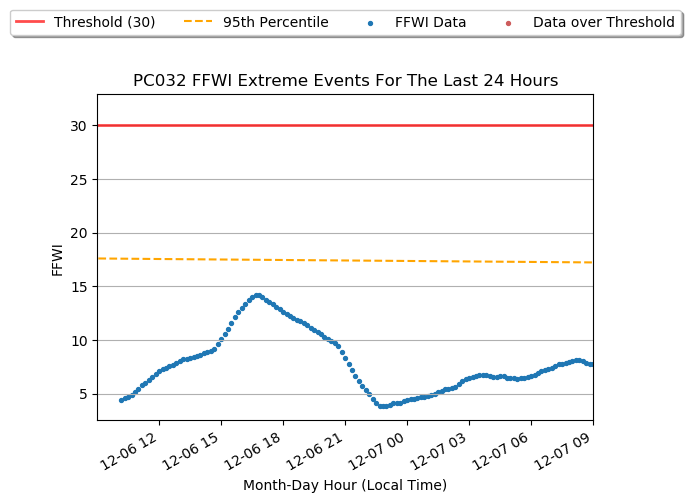 Threshold (30) 95th Percentile FFWI Data Data over Threshold
PC032 FFWI Extreme Events For The Last 24 Hours
30
25
20
15
10
5
FFWI
12-06 12 12-06 15 12-06 18 12-06 21 12-07 00 12-07 03 12-07 06 12-07 09
Month-Day Hour (Local Time)